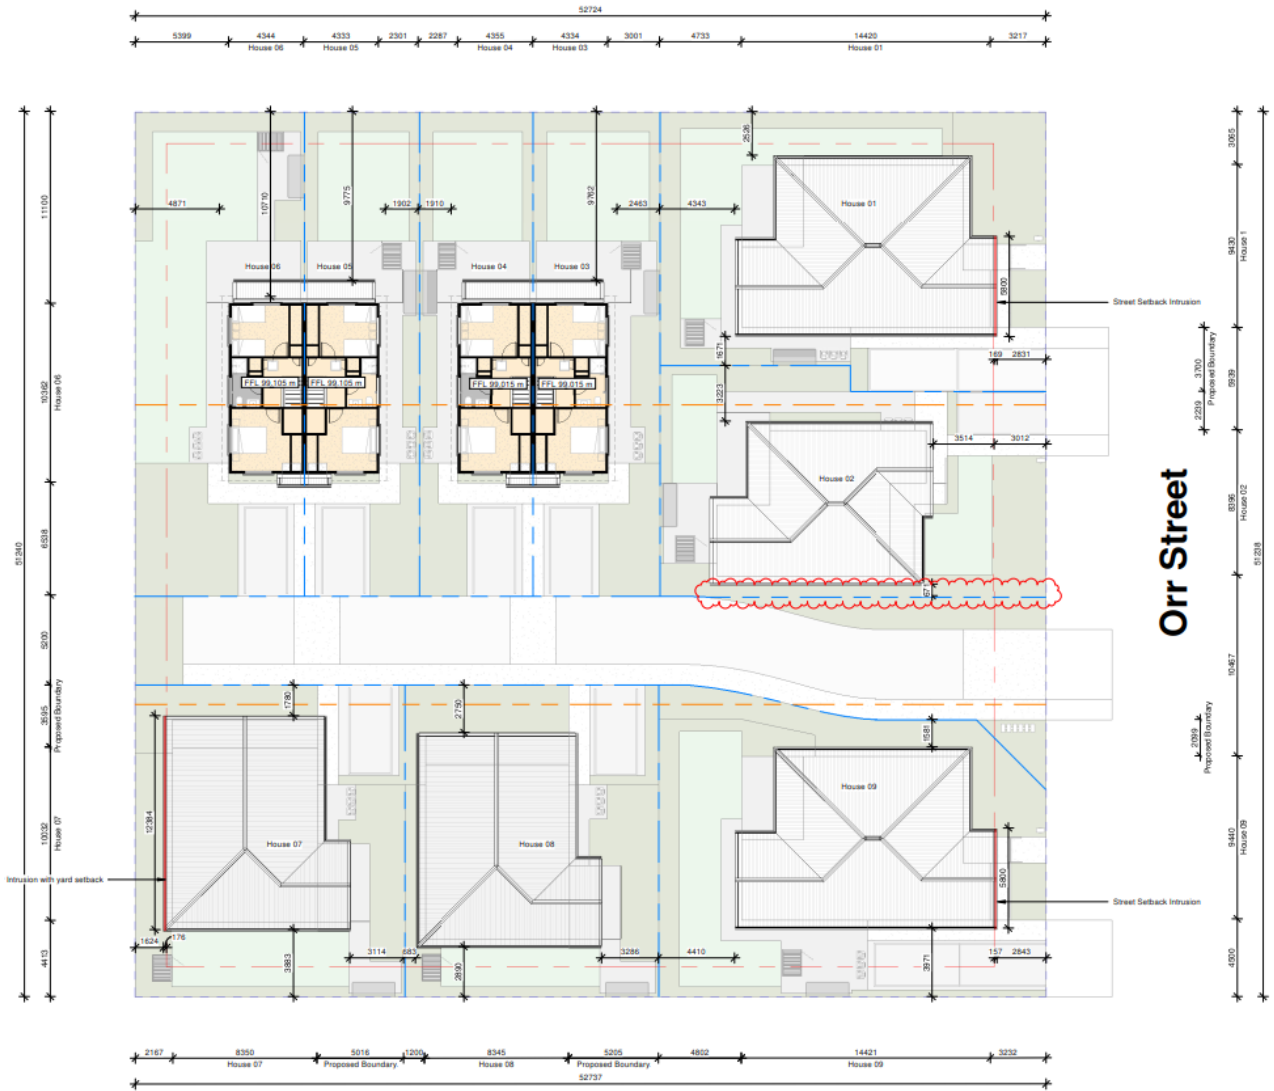 52724
5399
4344
4333
2301
2287
4355
4334
3001
4733
14420
3217
House 06
House 05
House 04
House 03
House 01
51240
11100
10362
House 06
6538
5200
3595
Proposed Boundary
10032
House 07
4413
10710
9775
9762
2526
4871
1902
1910
2463
4343
House 01
House 06
House 05
House 04
House 03
5800
Street Setback Intrusion
FFL 99,105 m
FFL 99,105 m
FFL 99,015 m
FFL 99,015 m
1671
169
2831
3223
3514
3012
House 02
67
1780
2750
1581
House 09
12384
House 07
House 08
5800
Intrusion with yard setback
Street Setback Intrusion
1624
176
3883
3114
683
2890
3286
4410
3971
157
2843
3065
9430
House 1
3700
Proposed Boundary
5939
2239
8396
House 02
51238
Orr Street
10467
2099
Proposed Boundary
9440
House 09
4500
2167
8350
5016
1200
8345
5205
4802
14421
3232
House 07
Proposed Boundary
House 08
Proposed Boundary
House 09
52737